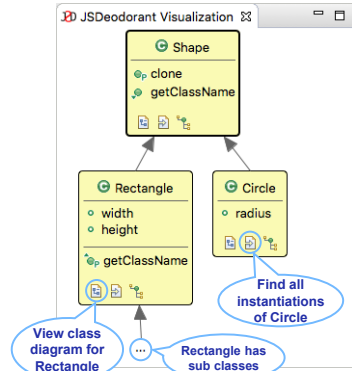 JSDeodorant Visualization
Shape
clone
getClassName
Rectangle
width
height
getClassName
Circle
radius
View class
diagram for
Rectangle
...
Rectangle has
sub classes
Find all
instantiations
of Circle